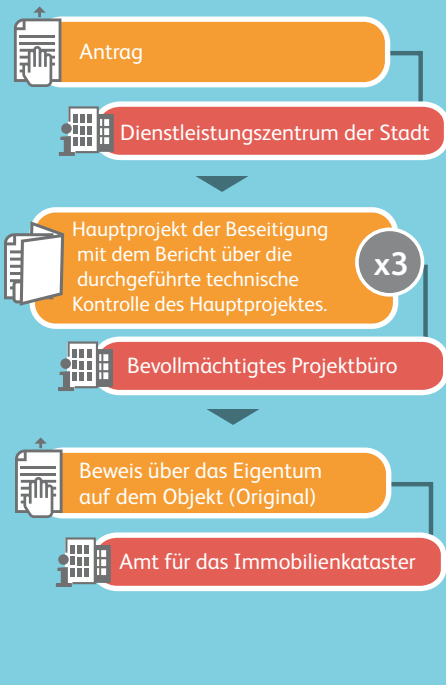 Antrag
Dienstleistungszentrum der Stadt
Hauptprojekt der Beseitigung
mit dem Bericht über die
durchgeführte technische
Kontrolle des Hauptprojektes.
x3
Bevollmächtigtes Projektbüro
Beweis über das Eigentum
auf dem Objekt (Original)
Amt für das Immobilienkataster